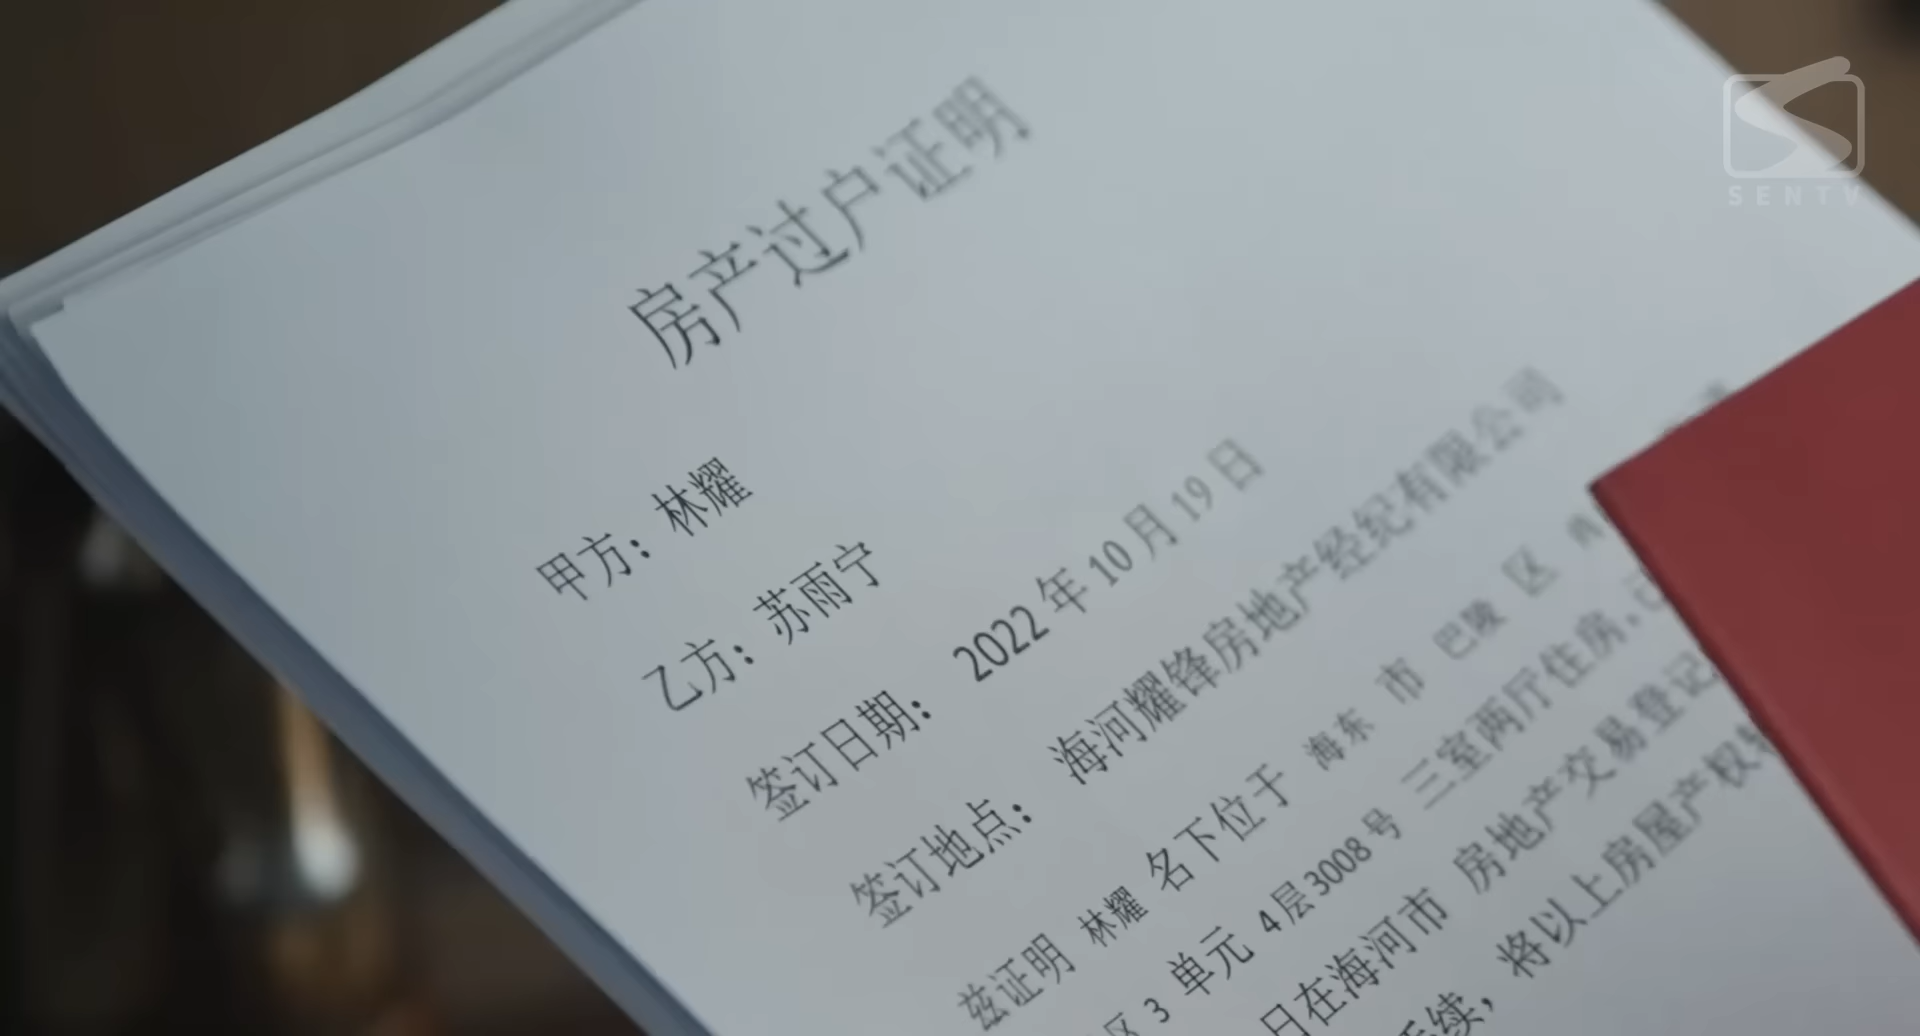 SENTV
房产过户证明
甲方：林耀
乙方：苏雨宁
签订日期： 2022年10月19日
签订地点： 海河耀锋房地产经纪有限公司
兹证明 林耀 名下位于 海东 市 巴陵 区
区 3 单元 4层3008号 三室两厅住房，
日在海河市 房地产交易登记
续，将以上房屋产权